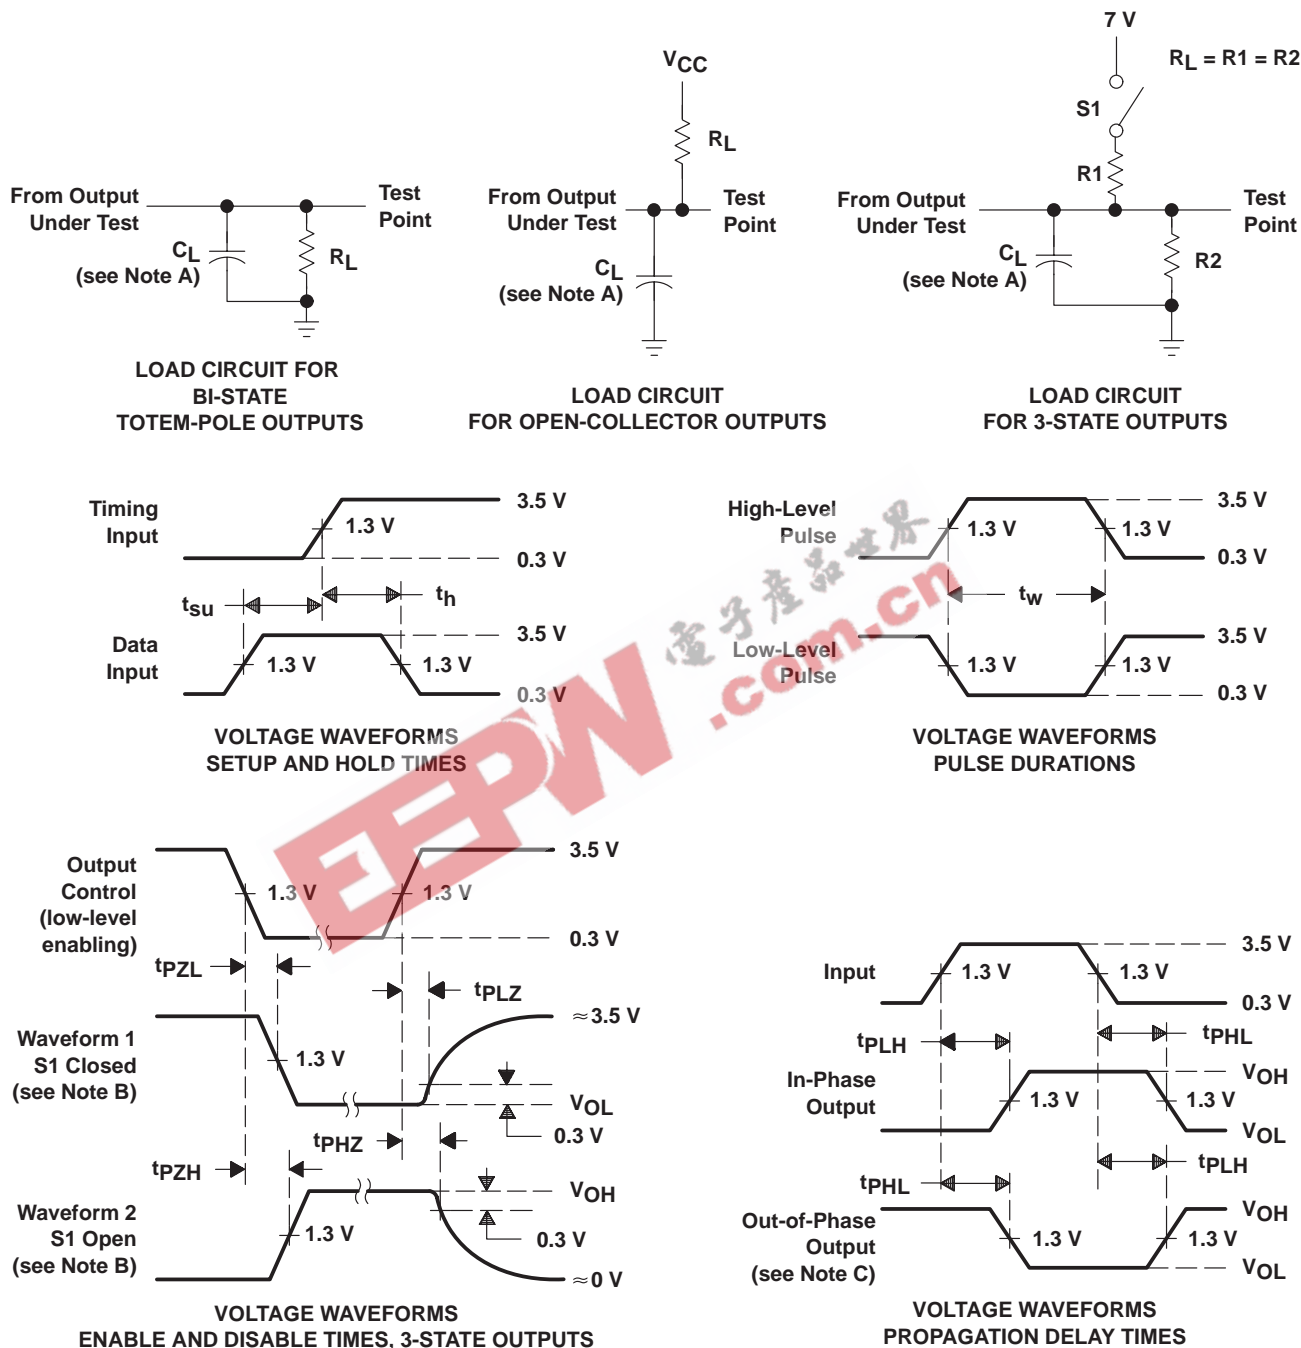 7 V
RL = R1 = R2
S1
R1
From Output
Under Test
Test
Point
CL
(see Note A)
R2
LOAD CIRCUIT
FOR 3-STATE OUTPUTS
VCC
RL
From Output
Under Test
Test
Point
CL
(see Note A)
LOAD CIRCUIT
FOR OPEN-COLLECTOR OUTPUTS
From Output
Under Test
Test
Point
CL
(see Note A)
RL
LOAD CIRCUIT FOR
BI-STATE
TOTEM-POLE OUTPUTS
Timing
Input
1.3 V
3.5 V
0.3 V
tsu
th
Data
Input
1.3 V
1.3 V
3.5 V
0.3 V
VOLTAGE WAVEFORMS
SETUP AND HOLD TIMES
High-Level
Pulse
1.3 V
1.3 V
3.5 V
0.3 V
tw
Low-Level
Pulse
1.3 V
1.3 V
3.5 V
0.3 V
VOLTAGE WAVEFORMS
PULSE DURATIONS
電子產品世界
EEPW
.com.cn
Output
Control
(low-level
enabling)
1.3 V
1.3 V
3.5 V
0.3 V
tPZL
tPLZ
Waveform 1
S1 Closed
(see Note B)
1.3 V
≈3.5 V
VOL
0.3 V
tPHZ
tPZH
Waveform 2
S1 Open
(see Note B)
1.3 V
VOH
0.3 V
≈0 V
VOLTAGE WAVEFORMS
ENABLE AND DISABLE TIMES, 3-STATE OUTPUTS
Input
1.3 V
1.3 V
3.5 V
0.3 V
tPLH
tPHL
In-Phase
Output
1.3 V
1.3 V
VOH
VOL
tPHL
tPLH
Out-of-Phase
Output
(see Note C)
1.3 V
1.3 V
VOH
VOL
VOLTAGE WAVEFORMS
PROPAGATION DELAY TIMES